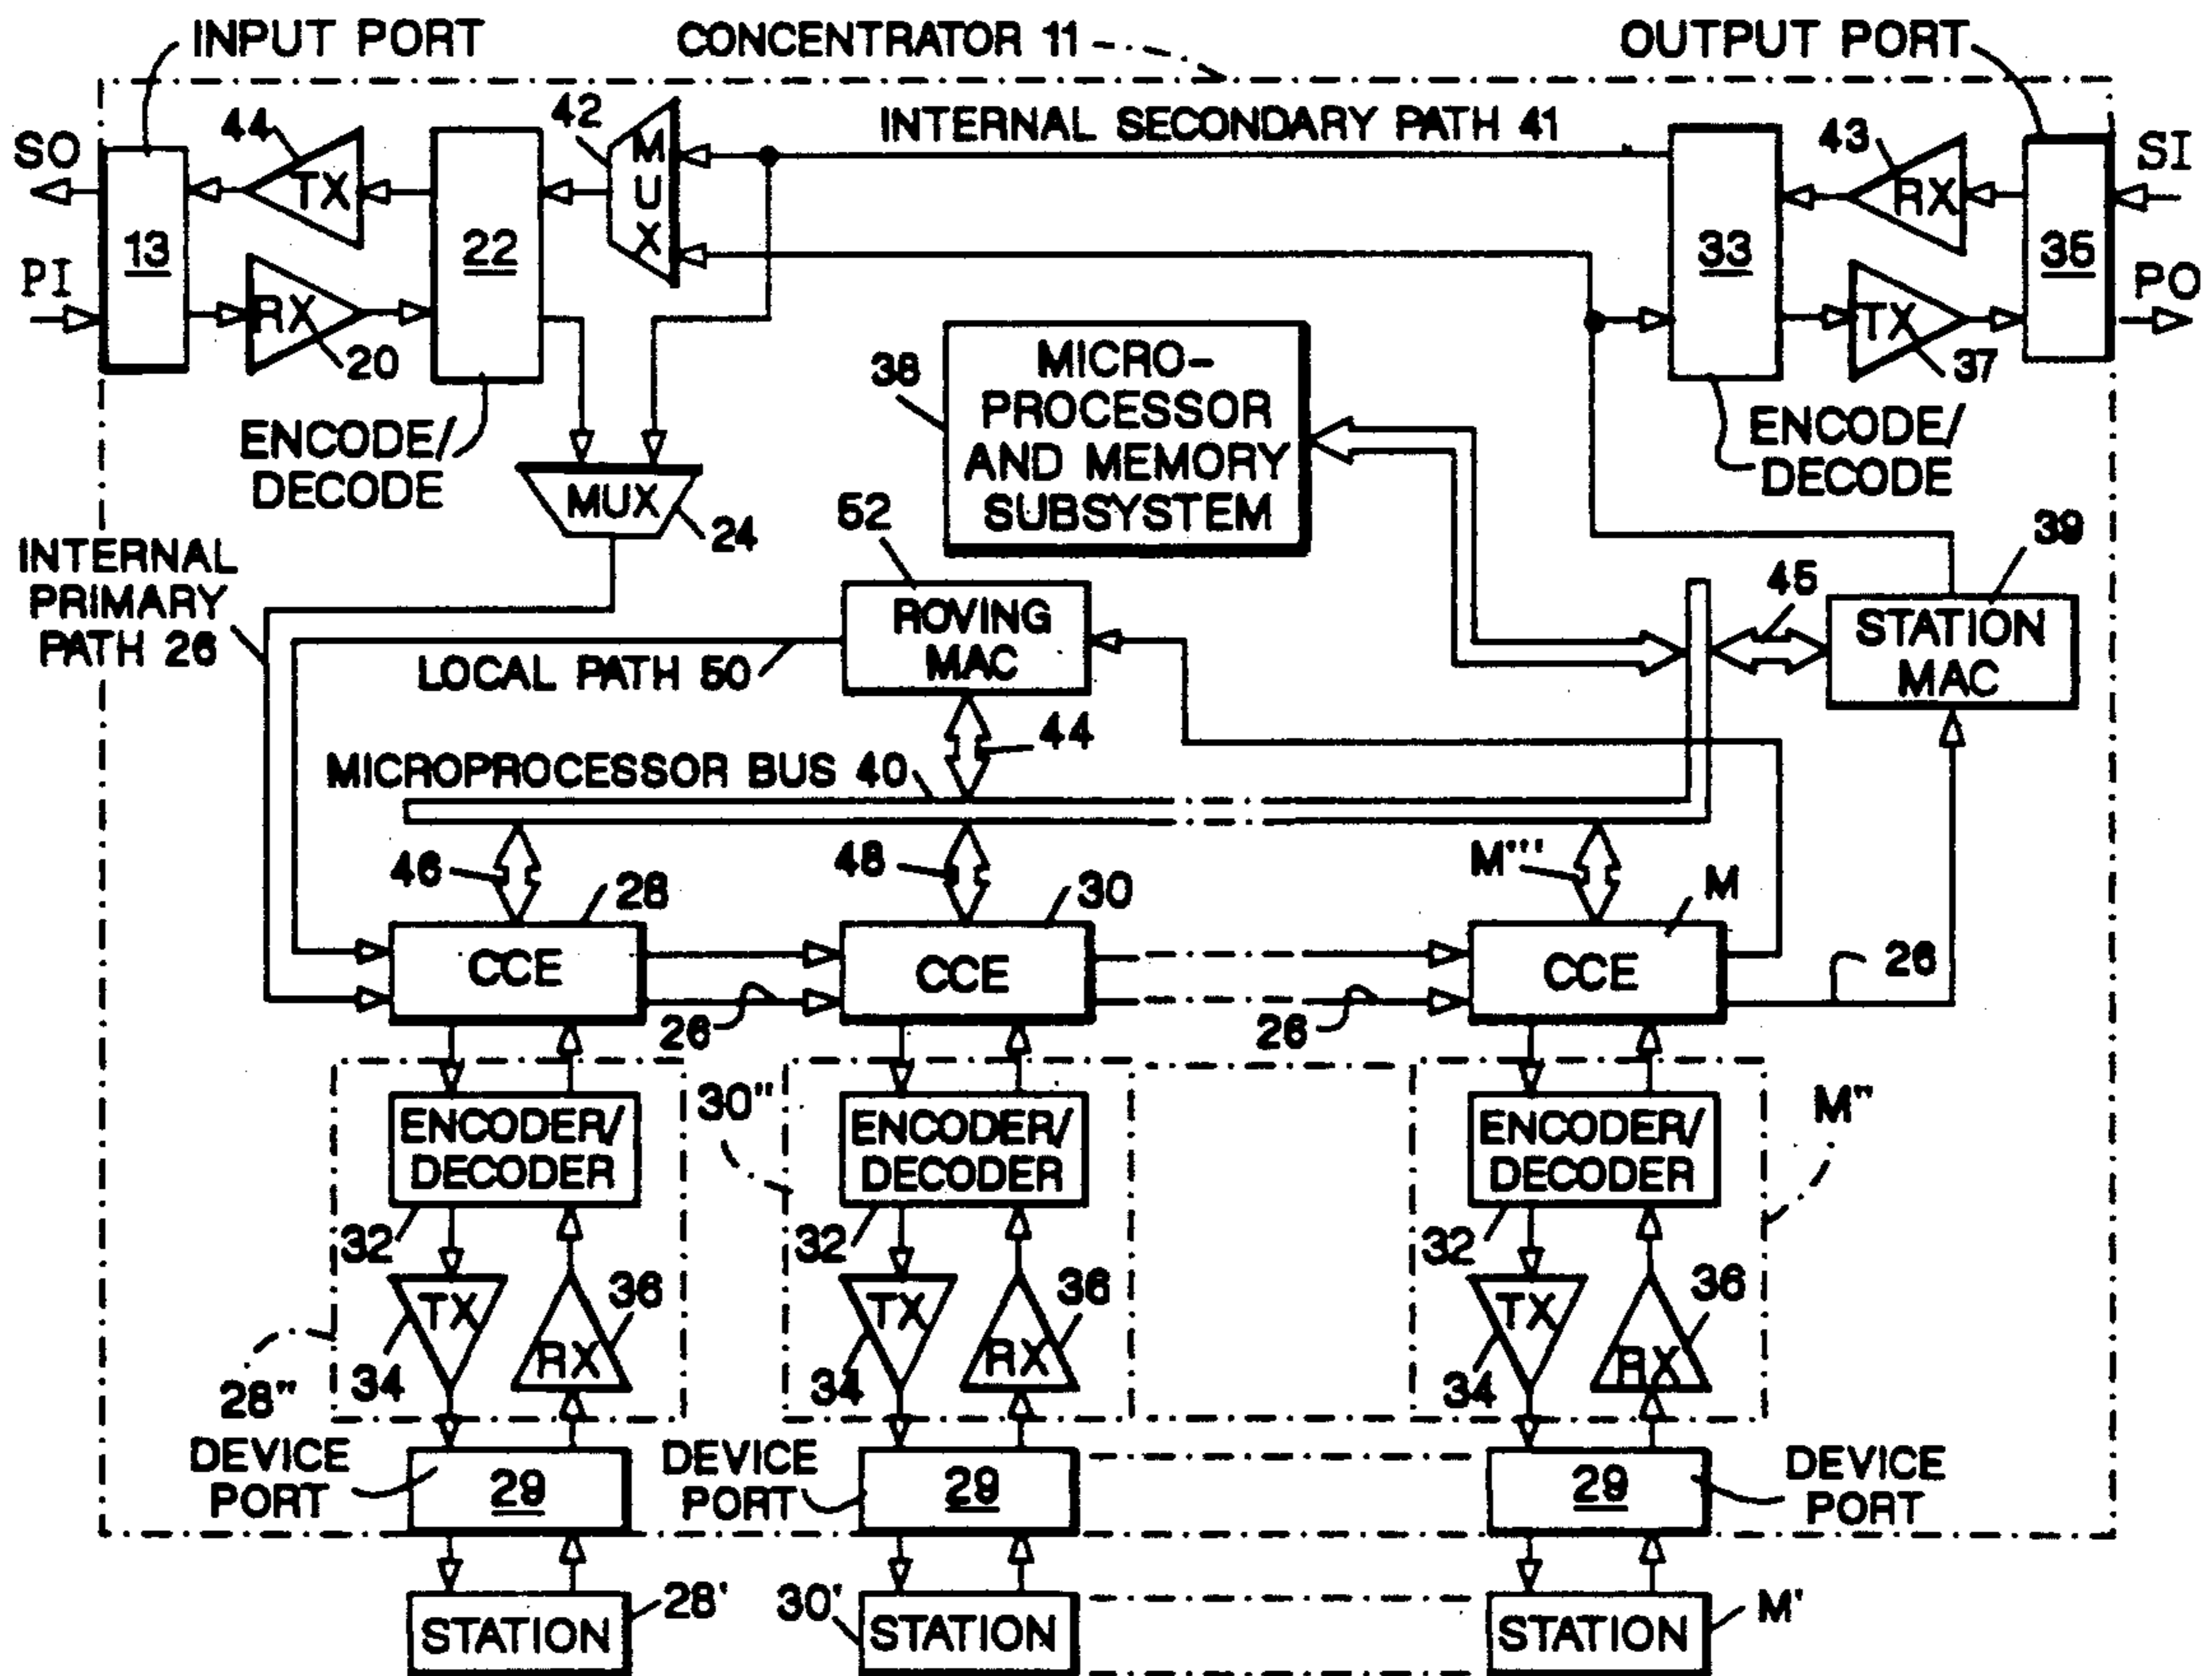 INPUT PORT
CONCENTRATOR 11
OUTPUT PORT
SO
PI
13
44
TX
RX
20
22
ENCODE/
DECODE
42
MUX
INTERNAL SECONDARY PATH 41
33
43
RX
TX
37
35
SI
PO
ENCODE/
DECODE
MUX
24
38
MICRO-
PROCESSOR
AND MEMORY
SUBSYSTEM
INTERNAL
PRIMARY
PATH 26
52
ROVING
MAC
LOCAL PATH 50
44
45
39
STATION
MAC
MICROPROCESSOR BUS 40
46
28
CCE
48
30
CCE
M'''
M
CCE
26
26
26
ENCODER/
DECODER
30"
ENCODER/
DECODER
ENCODER/
DECODER
M"
32
32
32
TX
34
RX
36
TX
34
RX
36
TX
34
RX
36
28"
DEVICE
PORT
29
DEVICE
PORT
29
29
DEVICE
PORT
STATION
28'
30'
STATION
STATION
M'